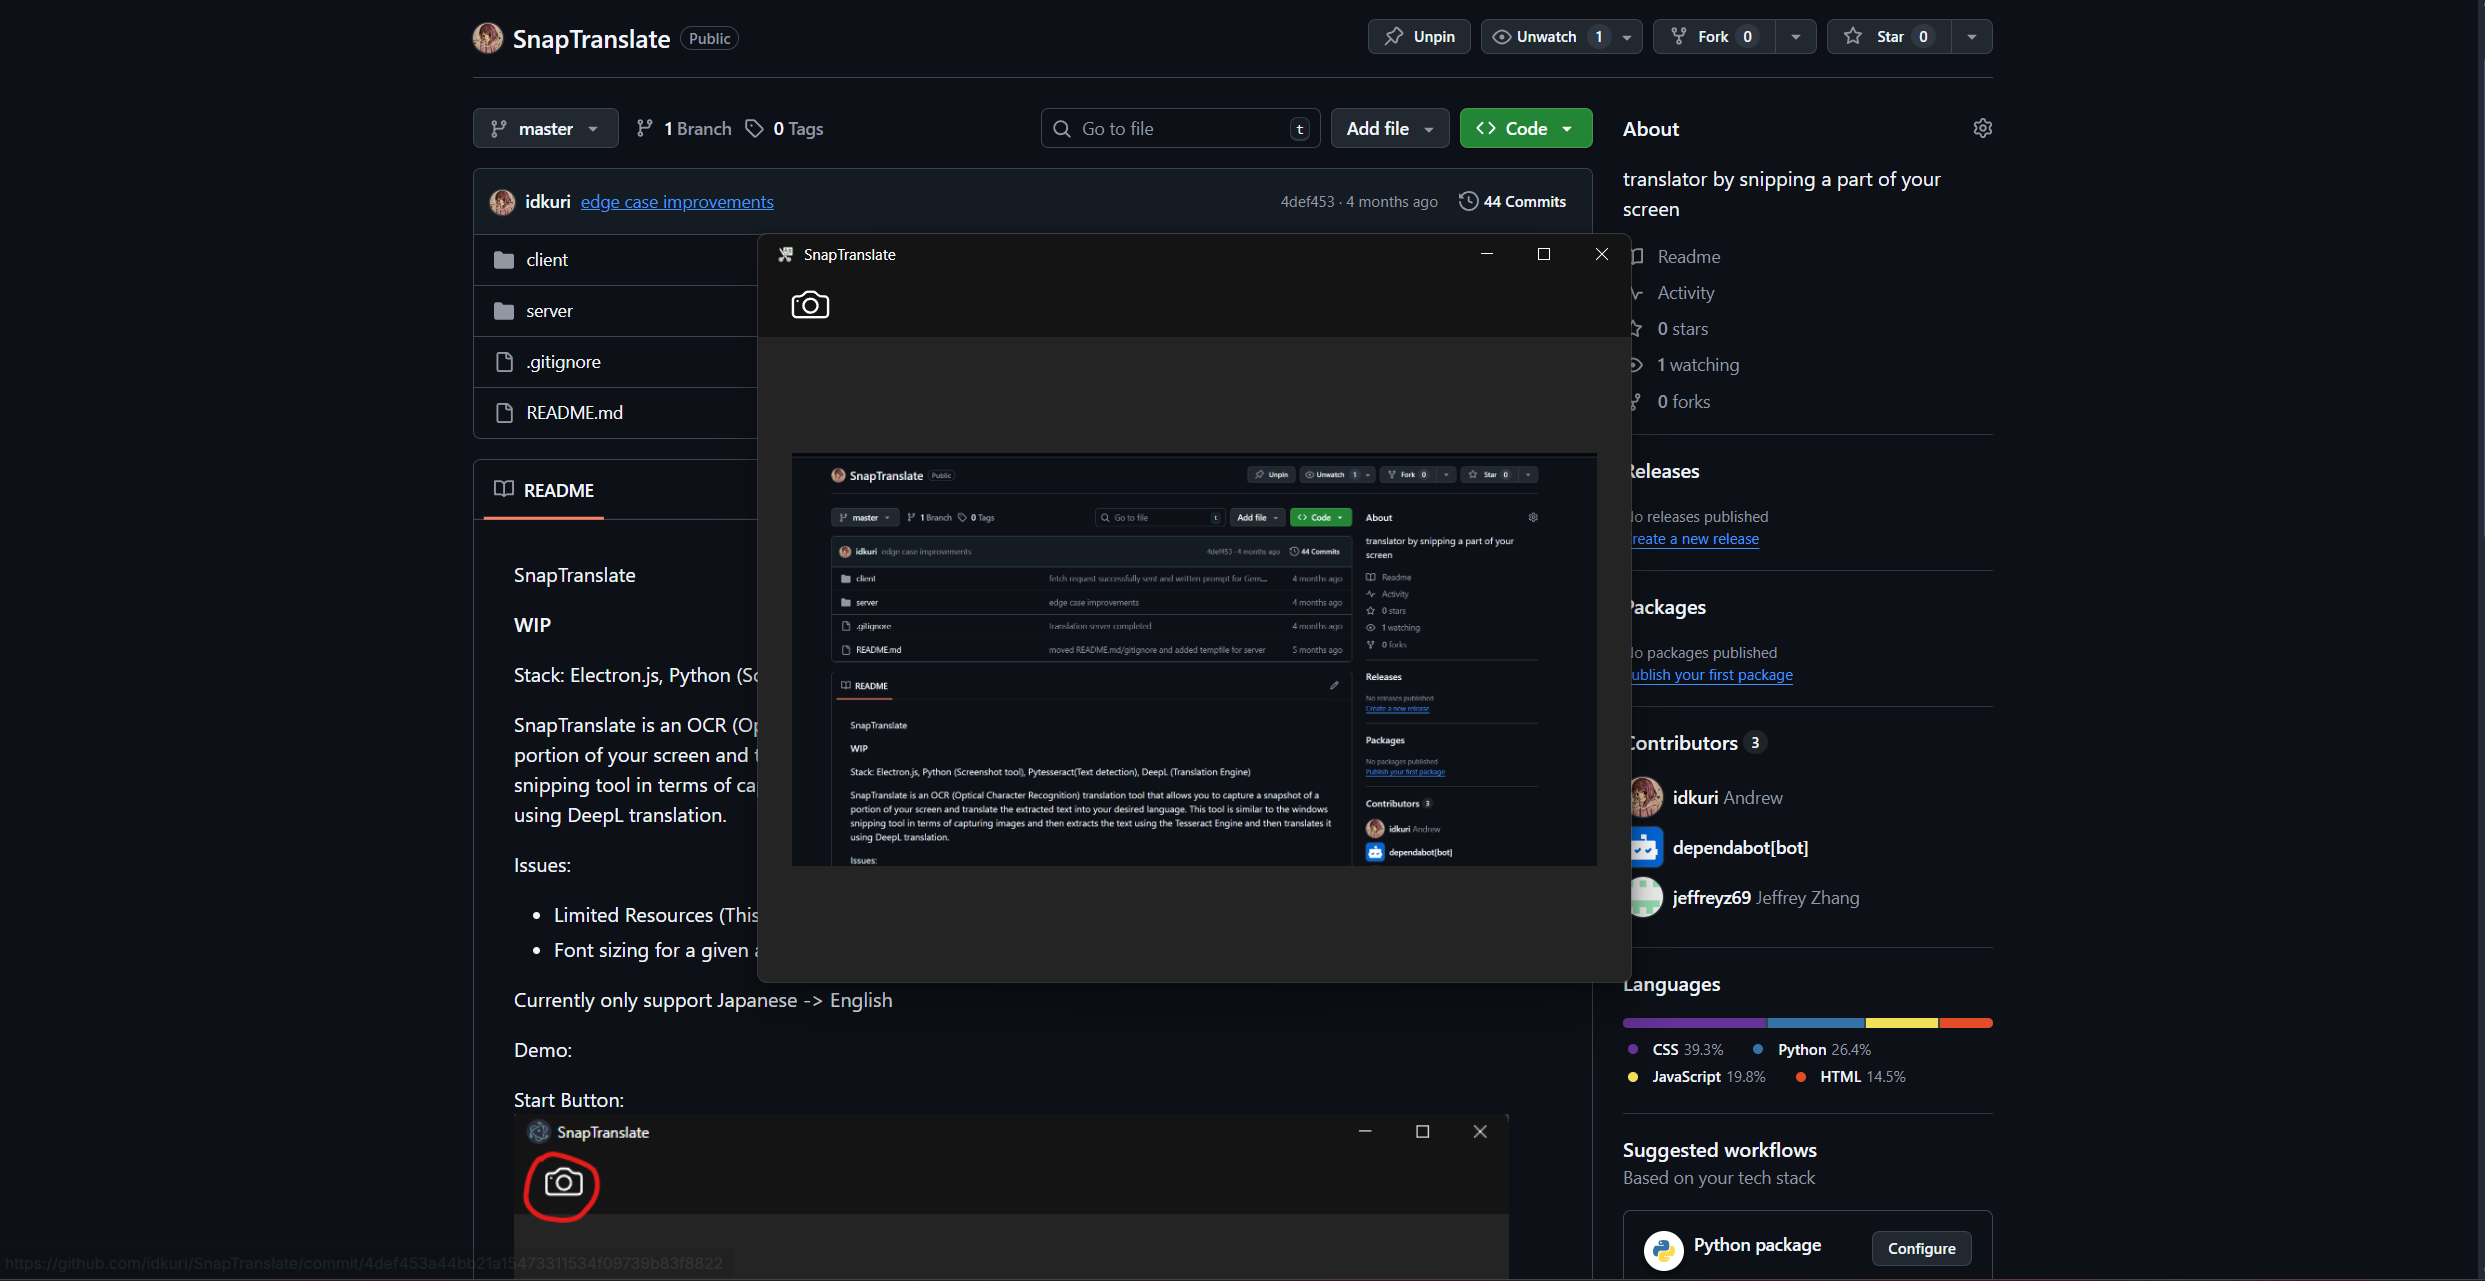 SnapTranslate Public
Unpin
Unwatch 1
Fork 0
Star 0
master
1 Branch
0 Tags
Go to file t
Add file
Code
idkuri edge case improvements
4def453 · 4 months ago
44 Commits
client
server
.gitignore
README.md
README
SnapTranslate
WIP
Stack: Electron.js, Python (Sc
SnapTranslate is an OCR (Op
portion of your screen and t
snipping tool in terms of ca
using DeepL translation.
Issues:
Limited Resources (This
Font sizing for a given a
Currently only support Japanese -> English
Demo:
Start Button:
SnapTranslate
SnapTranslate
SnapTranslate Public
Unpin
Unwatch 1
Fork 0
Star 0
master
1 Branch
0 Tags
Go to file t
Add file
Code
idkuri edge case improvements
4def453 · 4 months ago
44 Commits
client
fetch request successfully sent and written prompt for Gem...
4 months ago
server
edge case improvements
4 months ago
.gitignore
translation server completed
4 months ago
README.md
moved README.md/gitignore and added tempfile for server
5 months ago
README
SnapTranslate
WIP
Stack: Electron.js, Python (Screenshot tool), Pytesseract(Text detection), DeepL (Translation Engine)
SnapTranslate is an OCR (Optical Character Recognition) translation tool that allows you to capture a snapshot of a
portion of your screen and translate the extracted text into your desired language. This tool is similar to the windows
snipping tool in terms of capturing images and then extracts the text using the Tesseract Engine and then translates it
using DeepL translation.
Issues:
About
translator by snipping a part of your
screen
Readme
Activity
0 stars
1 watching
0 forks
Releases
No releases published
Create a new release
Packages
No packages published
Publish your first package
Contributors 3
idkuri Andrew
dependabot[bot]
About
translator by snipping a part of your
screen
Readme
Activity
0 stars
1 watching
0 forks
Releases
o releases published
reate a new release
Packages
o packages published
ublish your first package
Contributors 3
idkuri Andrew
dependabot[bot]
jeffreyz69 Jeffrey Zhang
Languages
CSS 39.3%
Python 26.4%
JavaScript 19.8%
HTML 14.5%
Suggested workflows
Based on your tech stack
Python package
Configure